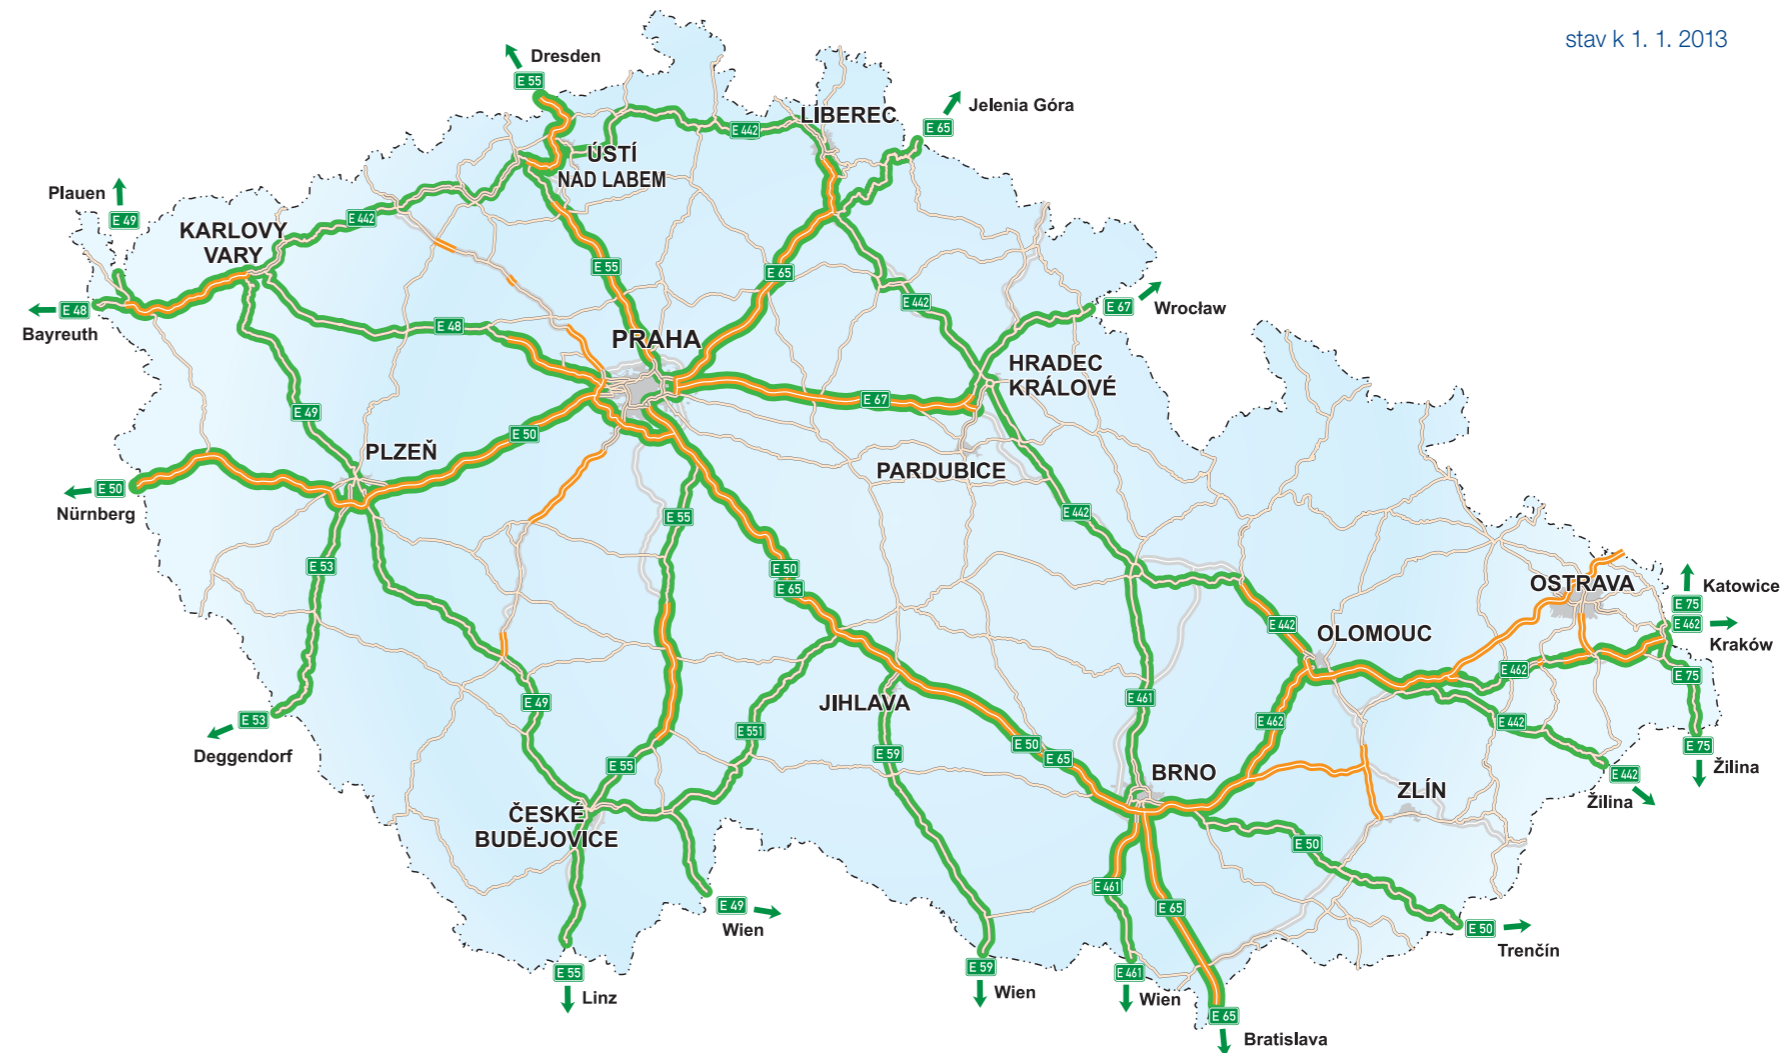 stav k 1. 1. 2013
Dresden
E 55
Jelenia Góra
E 65
LIBEREC
E 442
ÚSTÍ
NAD LABEM
Plauen
E 49
E 442
KARLOVY
VARY
E 55
E 65
E 48
Bayreuth
E 442
E 67
Wrocław
E 48
PRAHA
HRADEC
KRÁLOVÉ
E 67
E 49
E 50
PLZEŇ
PARDUBICE
E 50
Nürnberg
E 442
E 55
E 53
E 50
E 65
OSTRAVA
Katowice
E 75
E 462
Kraków
E 442
OLOMOUC
E 462
E 75
E 49
JIHLAVA
E 461
E 53
Deggendorf
E 551
E 462
E 442
E 59
E 50
E 65
E 55
E 75
Žilina
BRNO
E 442
Žilina
ZLÍN
ČESKÉ
BUDĚJOVICE
E 50
E 461
E 49
Wien
E 65
E 50
Trenčín
E 55
Linz
E 59
Wien
E 461
Wien
E 65
Bratislava